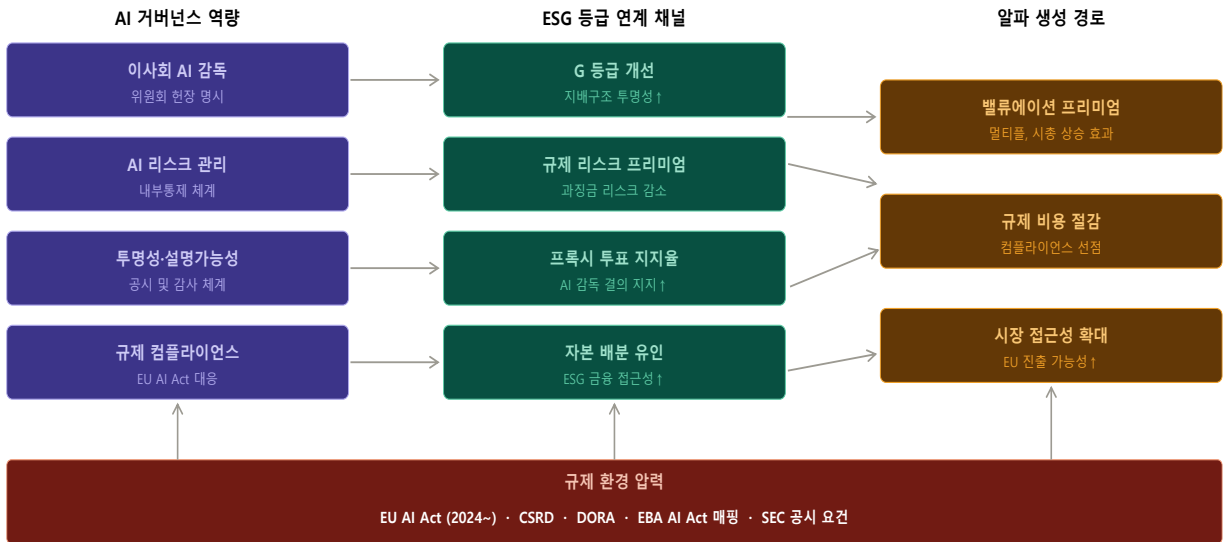 AI 거버넌스 역량
이사회 AI 감독
위원회 헌장 명시
AI 리스크 관리
내부통제 체계
투명성·설명가능성
공시 및 감사 체계
규제 컴플라이언스
EU AI Act 대응
ESG 등급 연계 채널
G 등급 개선
지배구조 투명성↑
규제 리스크 프리미엄
과징금 리스크 감소
프록시 투표 지지율
AI 감독 결의 지지↑
자본 배분 유인
ESG 금융 접근성↑
알파 생성 경로
밸류에이션 프리미엄
멀티플, 시총 상승 효과
규제 비용 절감
컴플라이언스 선점
시장 접근성 확대
EU 진출 가능성↑
규제 환경 압력
EU AI Act (2024~) · CSRD · DORA · EBA AI Act 매핑 · SEC 공시 요건